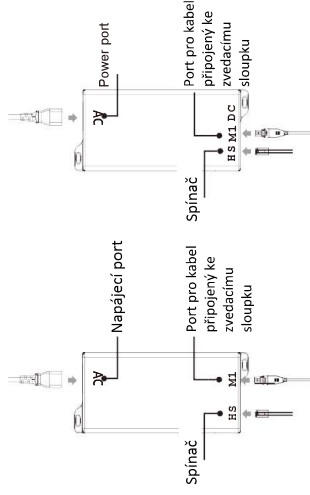 Power port
AC
Port pro kabel
připojený ke
zvedacímu
sloupku
HS M1 DC
Spínač
Napájecí port
AC
Port pro kabel
připojený ke
zvedacímu
sloupku
HS M1
Spínač